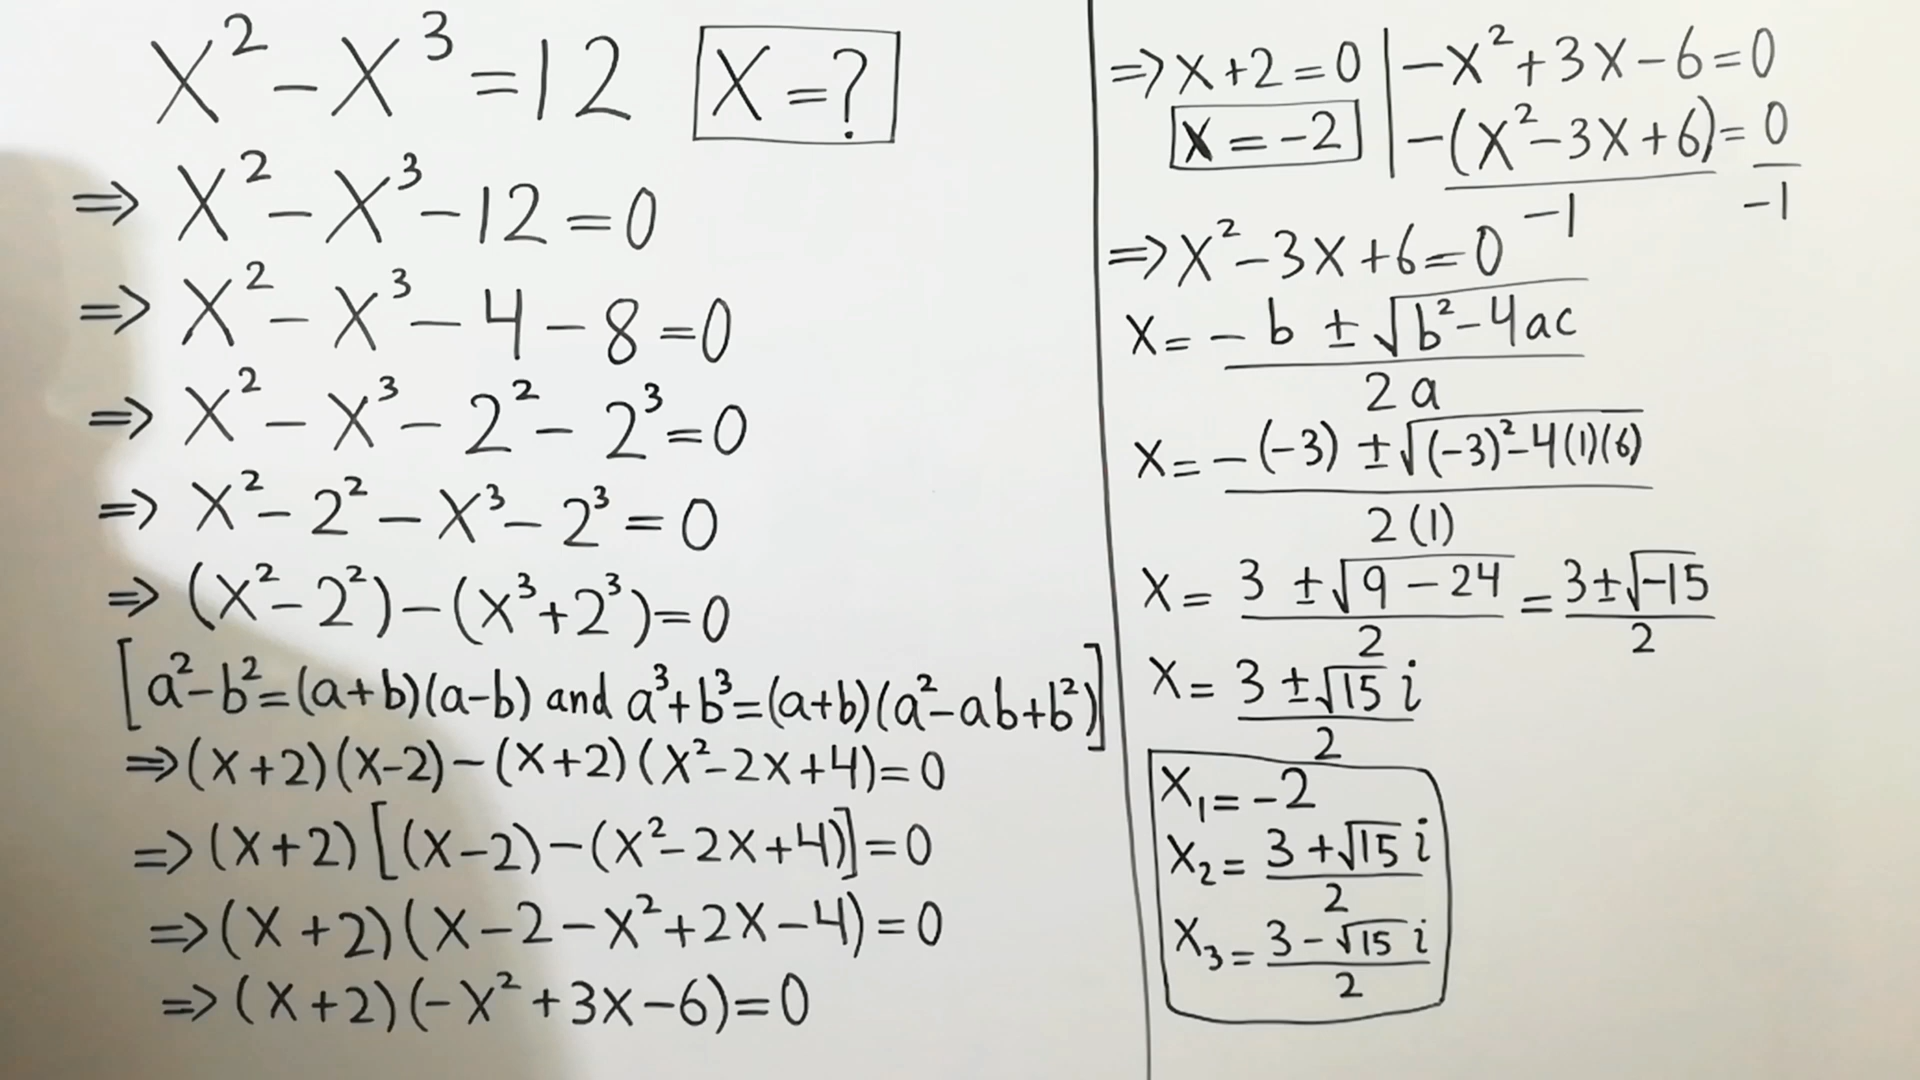 x² - x³ = 12  x = ?
⇒ x² - x³ - 12 = 0
⇒ x² - x³ - 4 - 8 = 0
⇒ x² - x³ - 2² - 2³ = 0
⇒ x² - 2² - x³ - 2³ = 0
⇒ (x² - 2²) - (x³ + 2³) = 0
[a² - b² = (a+b)(a-b) and a³ + b³ = (a+b)(a² - ab + b²)]
⇒ (x+2)(x-2) - (x+2)(x² - 2x + 4) = 0
⇒ (x+2)[(x-2) - (x² - 2x + 4)] = 0
⇒ (x+2)(x - 2 - x² + 2x - 4) = 0
⇒ (x+2)(-x² + 3x - 6) = 0
⇒ x + 2 = 0 | -x² + 3x - 6 = 0
x = -2 | -(x² - 3x + 6)/-1 = 0/-1
⇒ x² - 3x + 6 = 0
x = (-b ± √(b² - 4ac))/2a
x = (-(-3) ± √((-3)² - 4(1)(6)))/2(1)
x = (3 ± √(9 - 24))/2 = (3 ± √-15)/2
x = (3 ± √15 i)/2
x₁ = -2
x₂ = (3 + √15 i)/2
x₃ = (3 - √15 i)/2